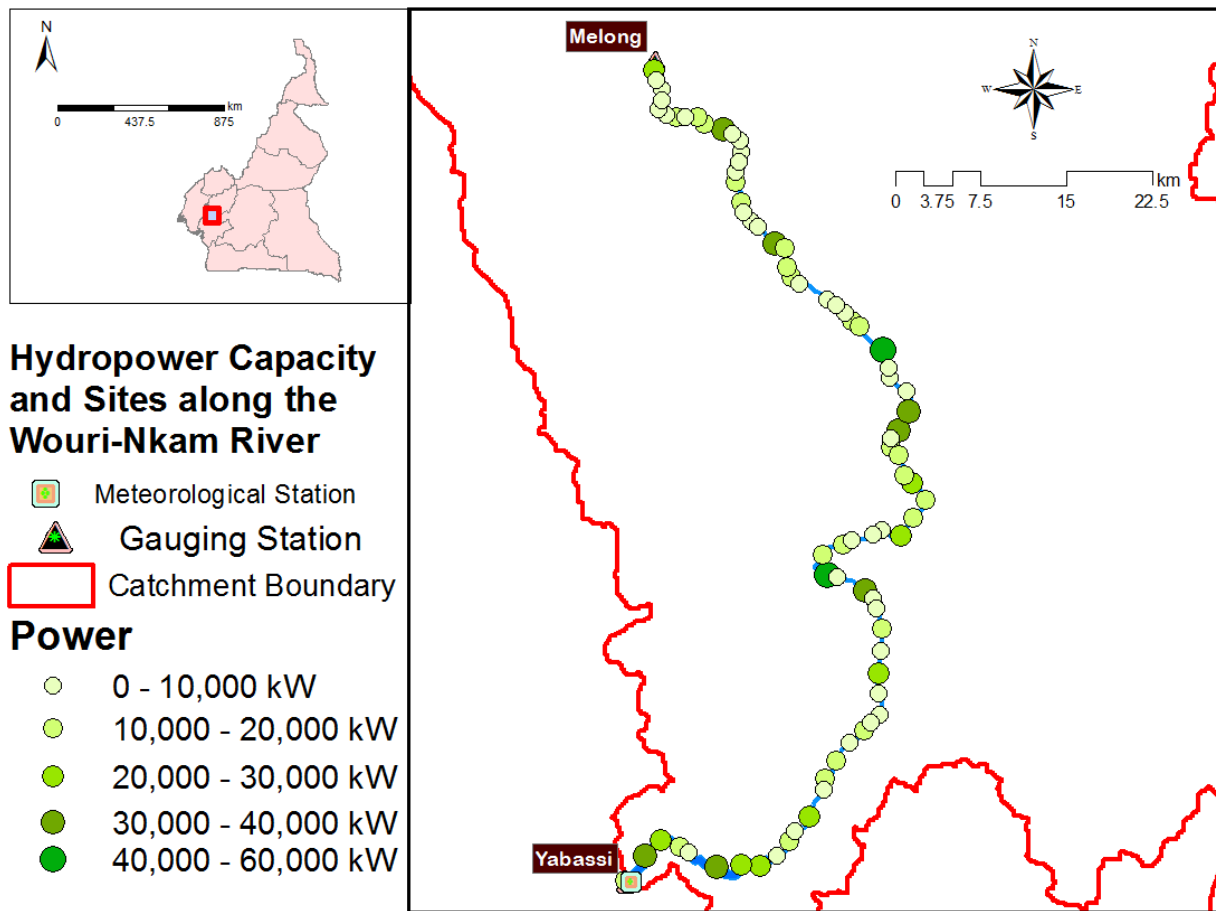 N
km
0 437.5 875
Melong
N
W E
S
km
0 3.75 7.5 15 22.5
Hydropower Capacity
and Sites along the
Wouri-Nkam River
Meteorological Station
Gauging Station
Catchment Boundary
Power
0 - 10,000 kW
10,000 - 20,000 kW
20,000 - 30,000 kW
30,000 - 40,000 kW
40,000 - 60,000 kW
Yabassi